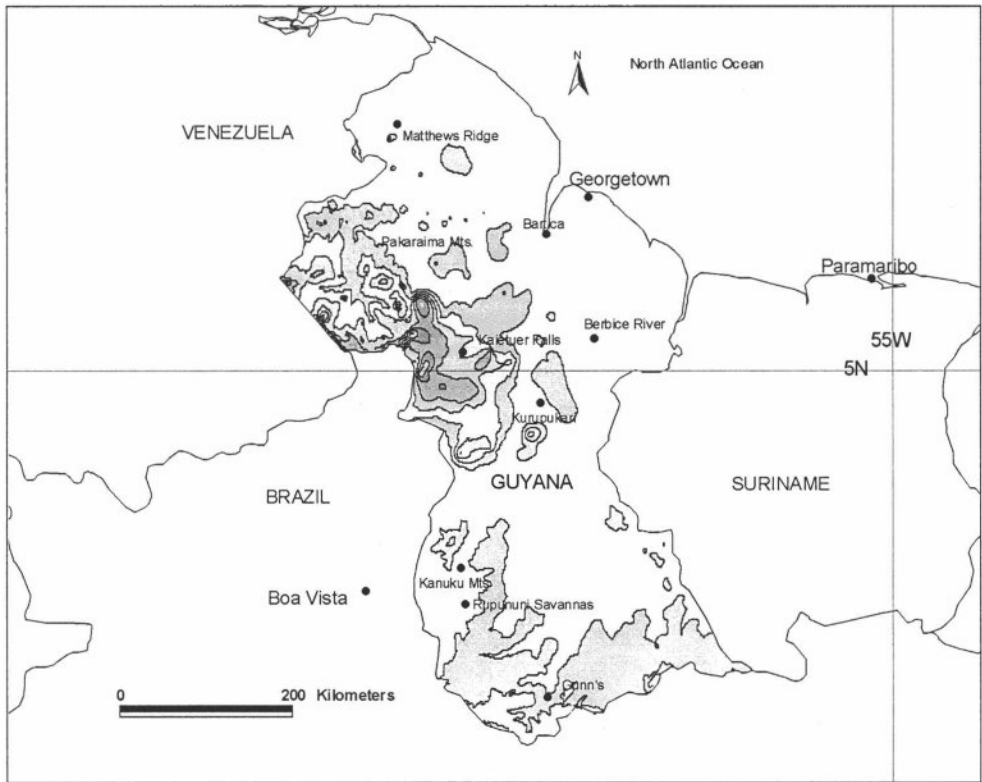 N
North Atlantic Ocean
VENEZUELA
Matthews Ridge
Georgetown
Bartica
Pakaraima Mts.
Paramaribo
Berbice River
Kaietuer Falls
55W
5N
Kurupukari
GUYANA
SURINAME
BRAZIL
Kanuku Mts
Boa Vista
Rupununi Savannas
Gunn's
0
200 Kilometers